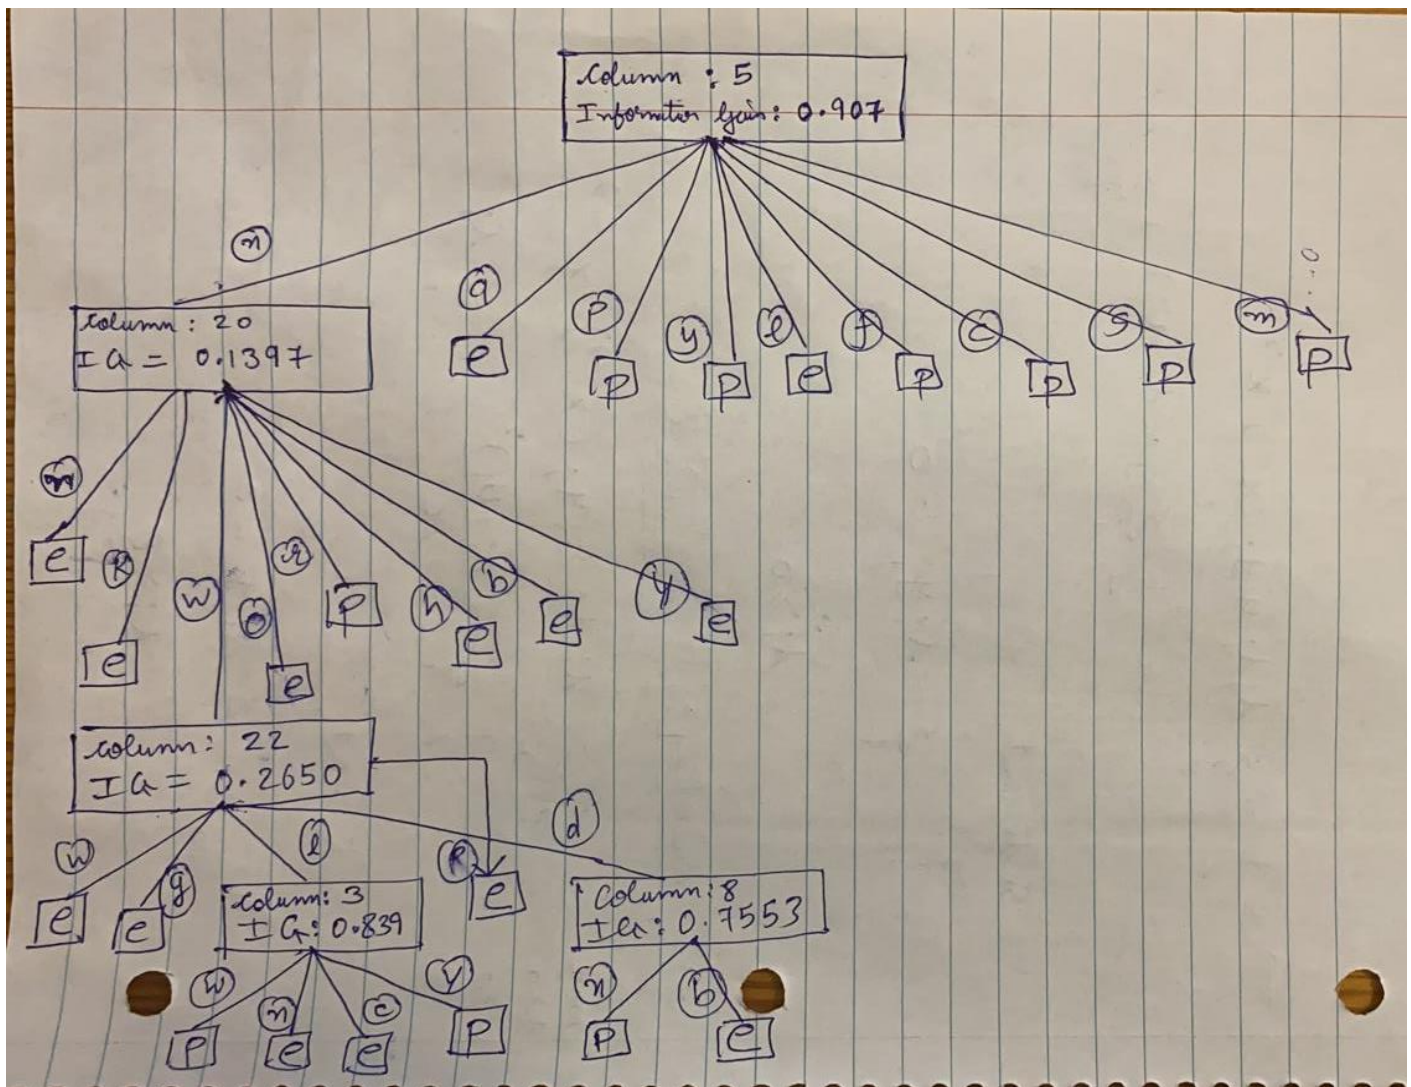 Column : 5
Information Gain: 0.907
n
a
p
y
l
f
c
s
m
e
p
p
e
p
p
p
p
Column: 20
IG = 0.1397
n
k
w
o
r
h
b
y
e
e
e
p
e
e
e
Column: 22
IG = 0.2650
w
g
l
k
d
e
e
e
Column: 3
IG: 0.839
Column: 8
IG: 0.7553
w
n
c
y
n
b
p
e
e
p
p
e